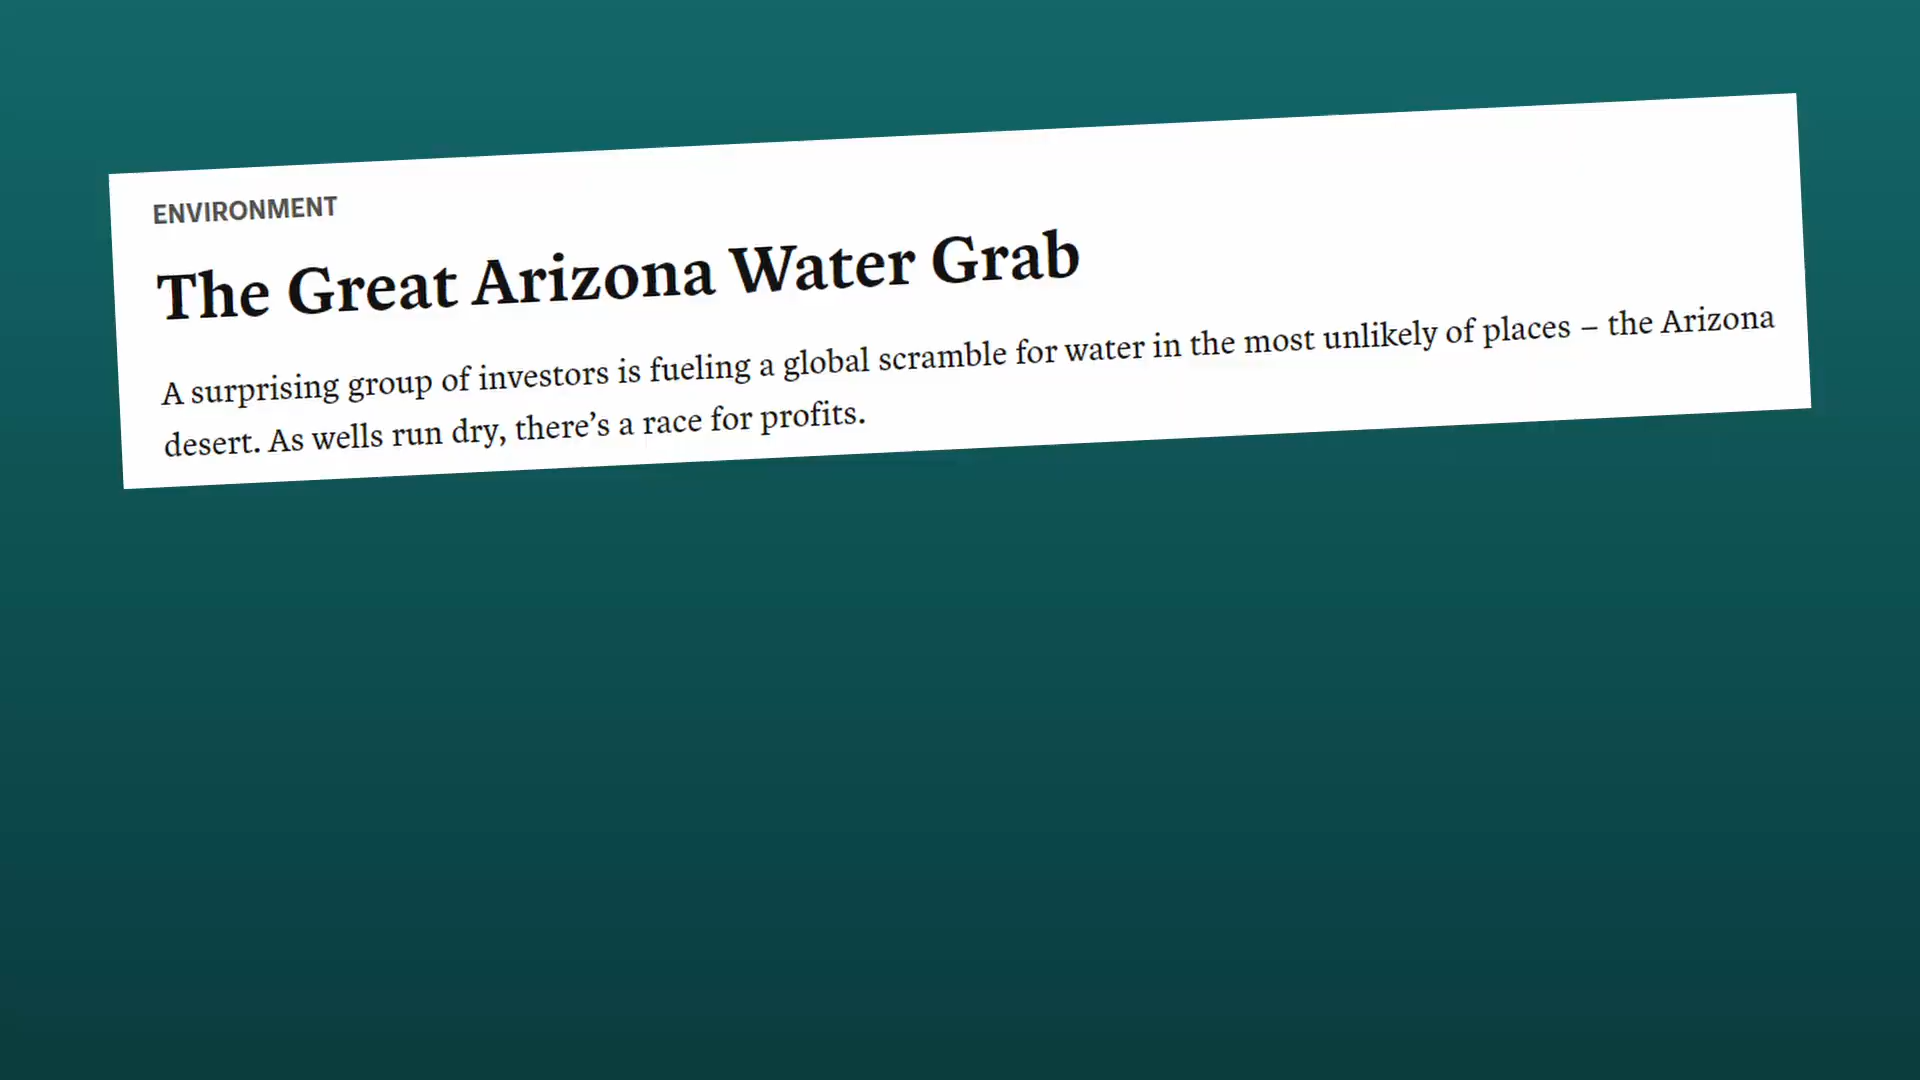 ENVIRONMENT
The Great Arizona Water Grab
A surprising group of investors is fueling a global scramble for water in the most unlikely of places – the Arizona
desert. As wells run dry, there’s a race for profits.